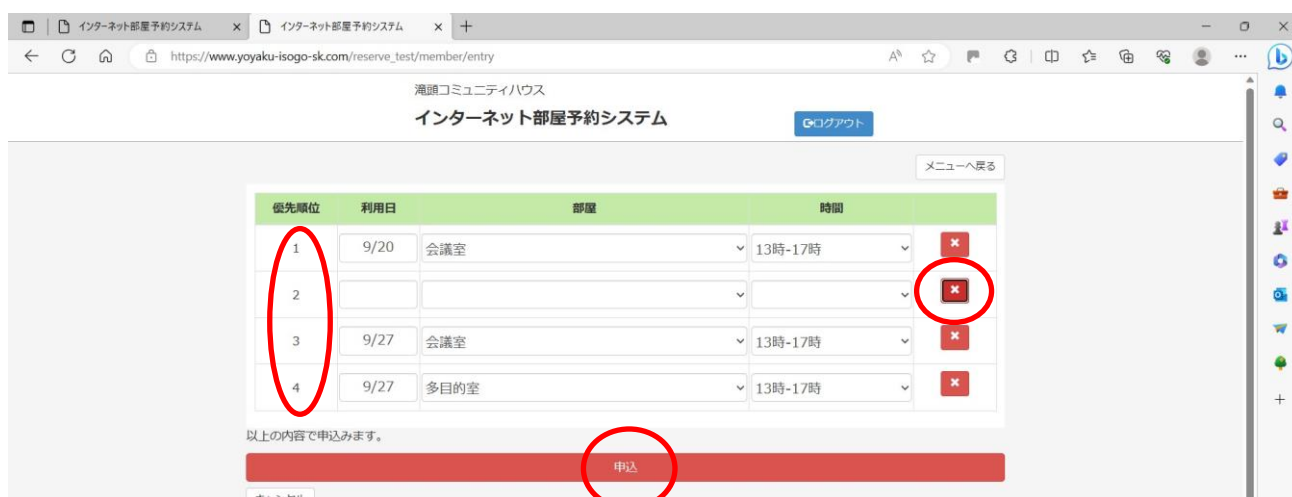 インターネット部屋予約システム
インターネット部屋予約システム
https://www.yoyaku-isogo-sk.com/reserve_test/member/entry
滝頭コミュニティハウス
インターネット部屋予約システム
ログアウト
メニューへ戻る
優先順位 利用日 部屋 時間
1 9/20 会議室 13時-17時
2
3 9/27 会議室 13時-17時
4 9/27 多目的室 13時-17時
以上の内容で申込みます。
申込
キャンセル